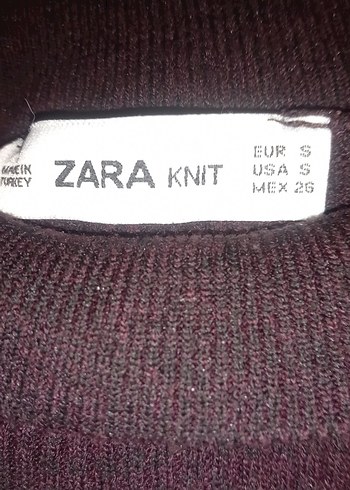 MADE IN
TURKEY
ZARA KNIT
EUR S
USA S
MEX 26